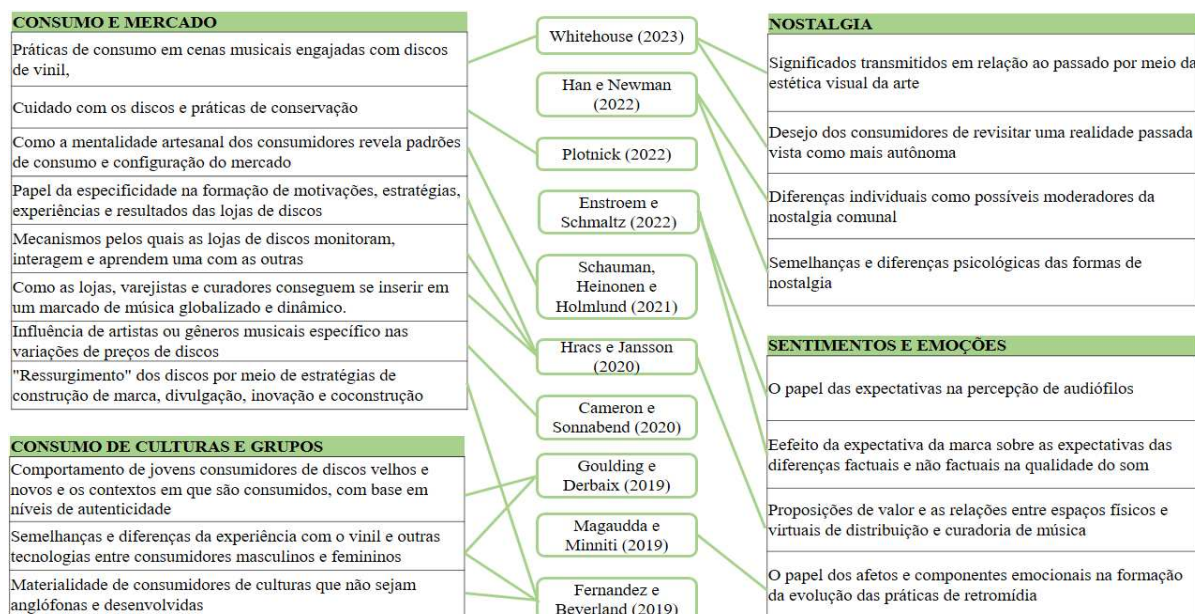 CONSUMO E MERCADO
Práticas de consumo em cenas musicais engajadas com discos
de vinil,
Cuidado com os discos e práticas de conservação
Como a mentalidade artesanal dos consumidores revela padrões
de consumo e configuração do mercado
Papel da especificidade na formação de motivações, estratégias,
experiências e resultados das lojas de discos
Mecanismos pelos quais as lojas de discos monitoram,
interagem e aprendem uma com as outras
Como as lojas, varejistas e curadores conseguem se inserir em
um marcado de música globalizado e dinâmico.
Influência de artistas ou gêneros musicais específico nas
variações de preços de discos
"Ressurgimento" dos discos por meio de estratégias de
construção de marca, divulgação, inovação e coconstrução
CONSUMO DE CULTURAS E GRUPOS
Comportamento de jovens consumidores de discos velhos e
novos e os contextos em que são consumidos, com base em
níveis de autenticidade
Semelhanças e diferenças da experiência com o vinil e outras
tecnologias entre consumidores masculinos e femininos
Materialidade de consumidores de culturas que não sejam
anglófonas e desenvolvidas
Whitehouse (2023)
Han e Newman
(2022)
Plotnick (2022)
Enstroem e
Schmaltz (2022)
Schauman,
Heinonen e
Holmlund (2021)
Hracs e Jansson
(2020)
Cameron e
Sonnabend (2020)
Goulding e
Derbaix (2019)
Magaudda e
Minniti (2019)
Fernandez e
Beverland (2019)
NOSTALGIA
Significados transmitidos em relação ao passado por meio da
estética visual da arte
Desejo dos consumidores de revisitar uma realidade passada
vista como mais autônoma
Diferenças individuais como possíveis moderadores da
nostalgia comunal
Semelhanças e diferenças psicológicas das formas de
nostalgia
SENTIMENTOS E EMOÇÕES
O papel das expectativas na percepção de audiófilos
Eefeito da expectativa da marca sobre as expectativas das
diferenças factuais e não factuais na qualidade do som
Proposições de valor e as relações entre espaços físicos e
virtuais de distribuição e curadoria de música
O papel dos afetos e componentes emocionais na formação
da evolução das práticas de retromídia